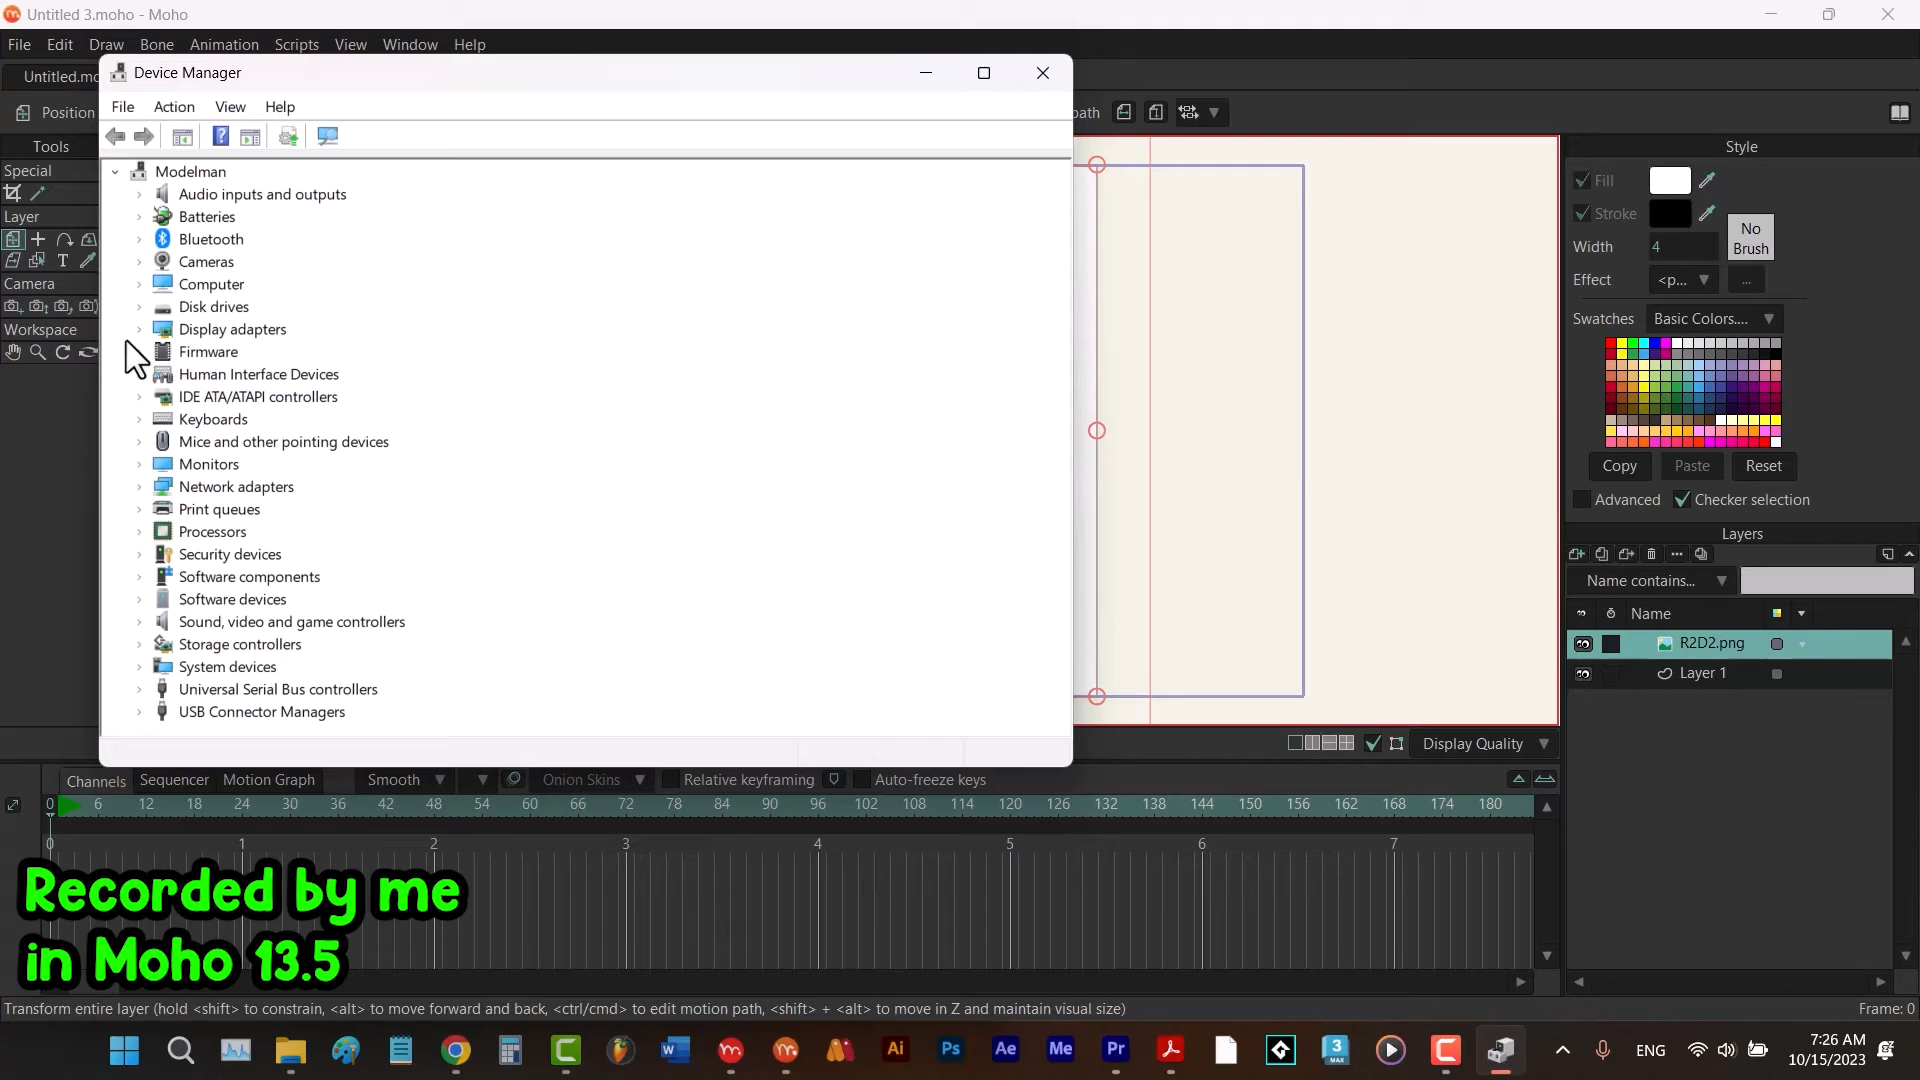 Untitled 3.moho - Moho
File Edit Draw Bone Animation Scripts View Window Help
Untitled.mo
Device Manager
File Action View Help
Position
path
Tools
Special
Layer
Camera
Workspace
Modelman
Audio inputs and outputs
Batteries
Bluetooth
Cameras
Computer
Disk drives
Display adapters
Firmware
Human Interface Devices
IDE ATA/ATAPI controllers
Keyboards
Mice and other pointing devices
Monitors
Network adapters
Print queues
Processors
Security devices
Software components
Software devices
Sound, video and game controllers
Storage controllers
System devices
Universal Serial Bus controllers
USB Connector Managers
Style
Fill
Stroke
No
Brush
Width 4
Effect <p... ...
Swatches Basic Colors....
Copy Paste Reset
Advanced Checker selection
Layers
Name contains...
Name
R2D2.png
Layer 1
Display Quality
Channels Sequencer Motion Graph Smooth Onion Skins Relative keyframing Auto-freeze keys
0 6 12 18 24 30 36 42 48 54 60 66 72 78 84 90 96 102 108 114 120 126 132 138 144 150 156 162 168 174 180
0 1 2 3 4 5 6 7
Recorded by me
in Moho 13.5
Transform entire layer (hold <shift> to constrain, <alt> to move forward and back, <ctrl/cmd> to edit motion path, <shift> + <alt> to move in Z and maintain visual size)
Frame: 0
W Ai Ps Ae Me Pr 3 MAX
ENG
7:26 AM
10/15/2023